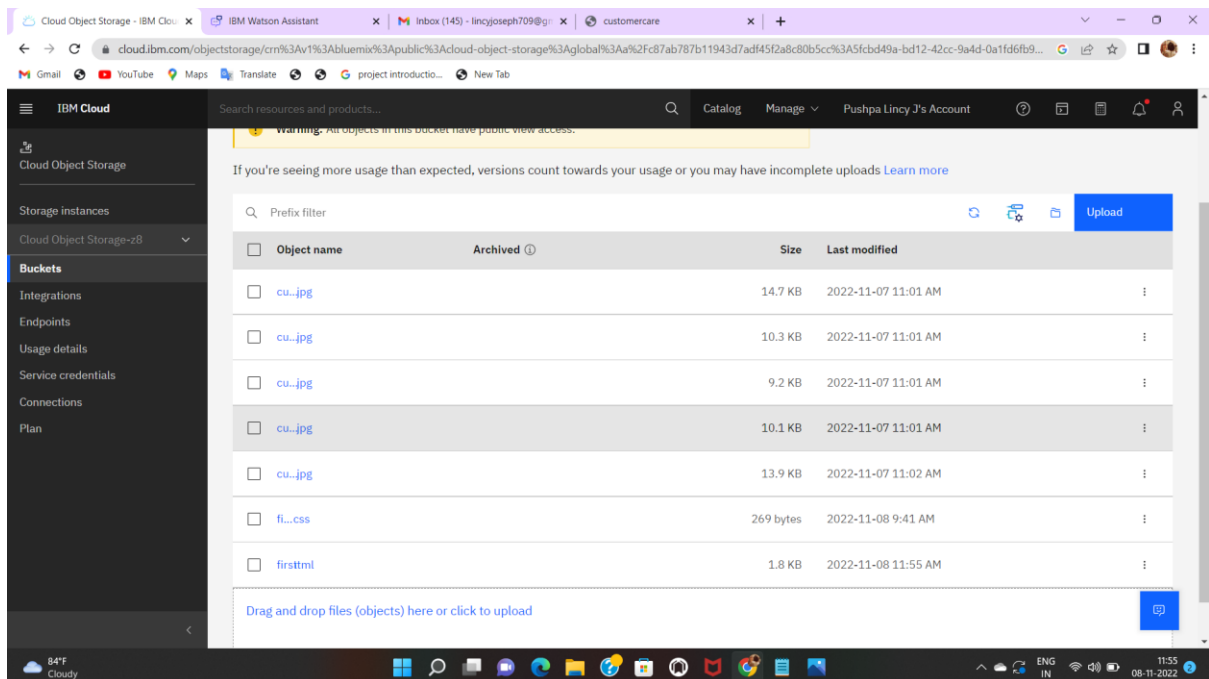 Cloud Object Storage - IBM Clou
IBM Watson Assistant
Inbox (145) - lincyjoseph709@gm
customercare
cloud.ibm.com/objectstorage/crn%3Av1%3Abluemix%3Apublic%3Acloud-object-storage%3Aglobal%3Aa%2Fc87ab787b11943d7adf45f2a8c80b5cc%3A5fcbd49a-bd12-42cc-9a4d-0a1fd6fb9...
Gmail
YouTube
Maps
Translate
project introductio...
New Tab
IBM Cloud
Search resources and products...
Catalog
Manage
Pushpa Lincy J's Account
Warning: All objects in this bucket have public view access.
Cloud Object Storage
If you're seeing more usage than expected, versions count towards your usage or you may have incomplete uploads Learn more
Storage instances
Cloud Object Storage-z8
Buckets
Integrations
Endpoints
Usage details
Service credentials
Connections
Plan
Prefix filter
Upload
Object name Archived Size Last modified
cu...jpg 14.7 KB 2022-11-07 11:01 AM
cu...jpg 10.3 KB 2022-11-07 11:01 AM
cu...jpg 9.2 KB 2022-11-07 11:01 AM
cu...jpg 10.1 KB 2022-11-07 11:01 AM
cu...jpg 13.9 KB 2022-11-07 11:02 AM
fi...css 269 bytes 2022-11-08 9:41 AM
firsttml 1.8 KB 2022-11-08 11:55 AM
Drag and drop files (objects) here or click to upload
84°F
Cloudy
ENG
IN
11:55
08-11-2022
2